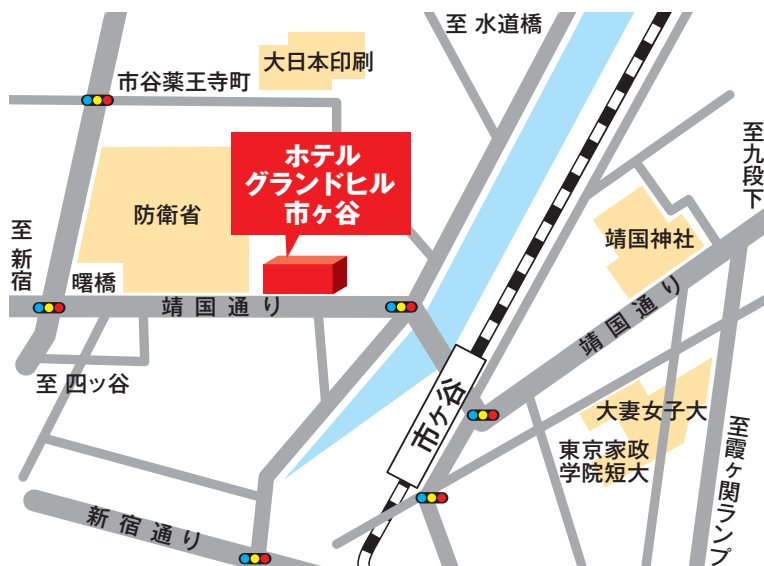 至 水道橋
大日本印刷
市谷薬王寺町
ホテル
グランドヒル
市ヶ谷
至九段下
防衛省
靖国神社
至 新宿
曙橋
靖国通り
靖国通り
至 四ッ谷
市ヶ谷
大妻女子大
東京家政
学院短大
至霞ヶ関ランプ
新宿通り